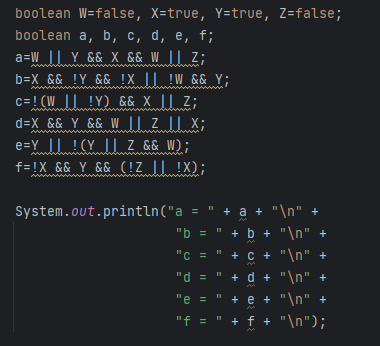 boolean W=false, X=true, Y=true, Z=false;
boolean a, b, c, d, e, f;
a=W || Y && X && W || Z;
b=X && !Y && !X || !W && Y;
c=!(W || !Y) && X || Z;
d=X && Y && W || Z || X;
e=Y || !(Y || Z && W);
f=!X && Y && (!Z || !X);
System.out.println("a = " + a + "\n" +
"b = " + b + "\n" +
"c = " + c + "\n" +
"d = " + d + "\n" +
"e = " + e + "\n" +
"f = " + f + "\n");